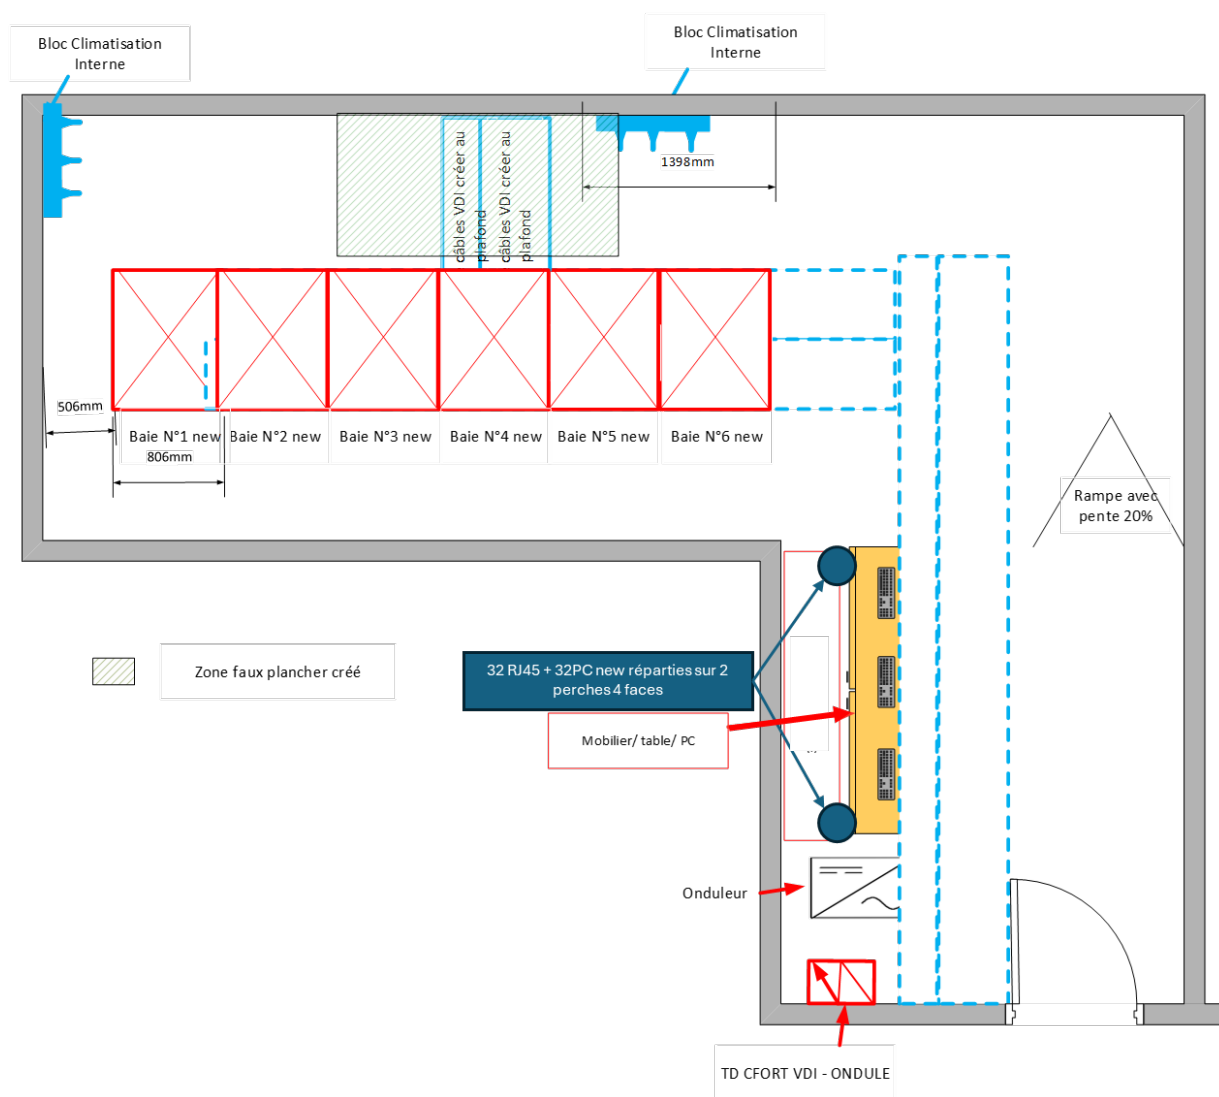 Bloc Climatisation
Interne
Bloc Climatisation
Interne
câbles VDI créer au
plafond
câbles VDI créer au
plafond
1398mm
506mm
Baie N°1 new
Baie N°2 new
Baie N°3 new
Baie N°4 new
Baie N°5 new
Baie N°6 new
806mm
Rampe avec
pente 20%
Zone faux plancher créé
32 RJ45 + 32PC new réparties sur 2
perches 4 faces
Mobilier/ table/ PC
Onduleur
TD CFORT VDI - ONDULE